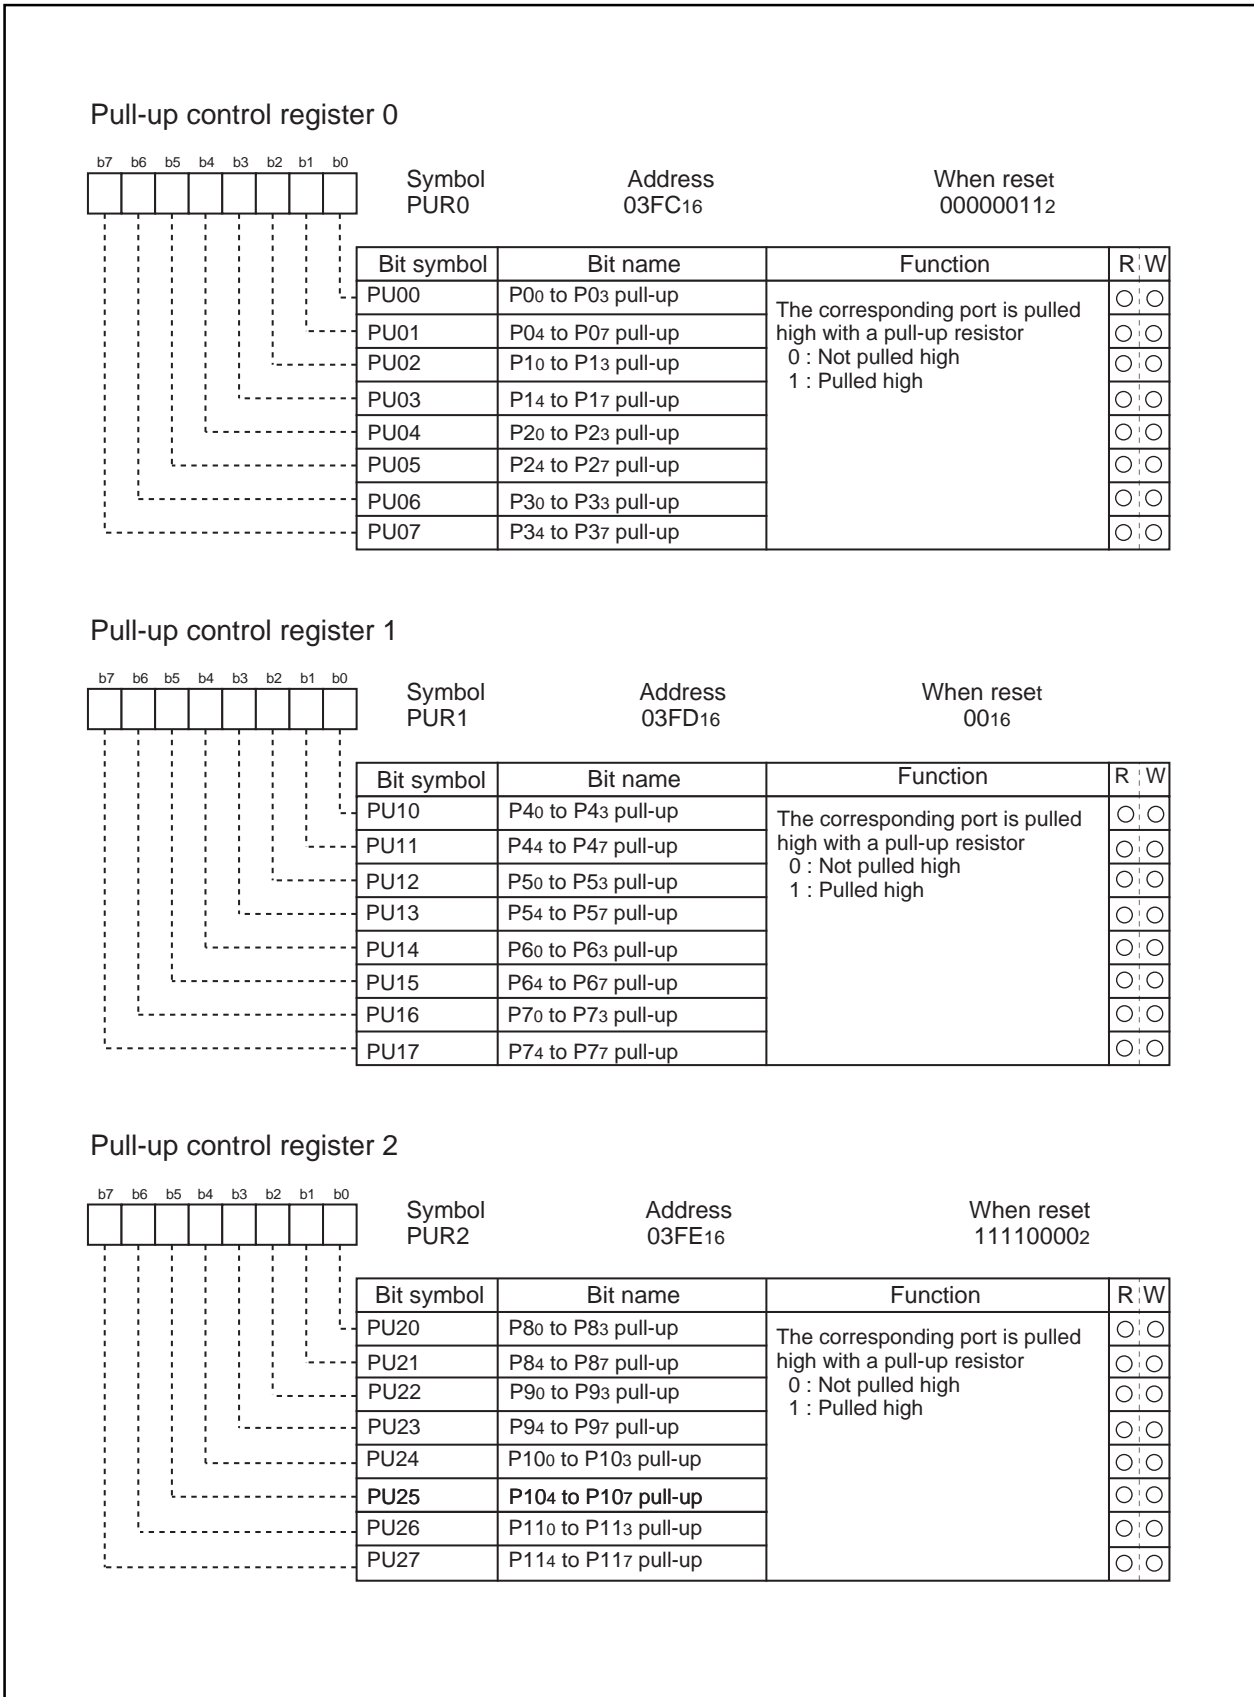 Pull-up control register 0
b7 b6 b5 b4 b3 b2 b1 b0
Symbol Address When reset
PUR0 03FC16 000000112
Bit symbol Bit name Function R W
PU00 P00 to P03 pull-up
The corresponding port is pulled
PU01 P04 to P07 pull-up high with a pull-up resistor
PU02 P10 to P13 pull-up 0 : Not pulled high
1 : Pulled high
PU03 P14 to P17 pull-up
PU04 P20 to P23 pull-up
PU05 P24 to P27 pull-up
PU06 P30 to P33 pull-up
PU07 P34 to P37 pull-up
Pull-up control register 1
b7 b6 b5 b4 b3 b2 b1 b0
Symbol Address When reset
PUR1 03FD16 0016
Bit symbol Bit name Function R W
PU10 P40 to P43 pull-up
The corresponding port is pulled
PU11 P44 to P47 pull-up high with a pull-up resistor
0 : Not pulled high
PU12 P50 to P53 pull-up
1 : Pulled high
PU13 P54 to P57 pull-up
PU14 P60 to P63 pull-up
PU15 P64 to P67 pull-up
PU16 P70 to P73 pull-up
PU17 P74 to P77 pull-up
Pull-up control register 2
b7 b6 b5 b4 b3 b2 b1 b0
Symbol Address When reset
PUR2 03FE16 111100002
Bit symbol Bit name Function R W
PU20 P80 to P83 pull-up
The corresponding port is pulled
PU21 P84 to P87 pull-up high with a pull-up resistor
0 : Not pulled high
PU22 P90 to P93 pull-up
1 : Pulled high
PU23 P94 to P97 pull-up
PU24 P100 to P103 pull-up
PU25 P104 to P107 pull-up
PU26 P110 to P113 pull-up
PU27 P114 to P117 pull-up